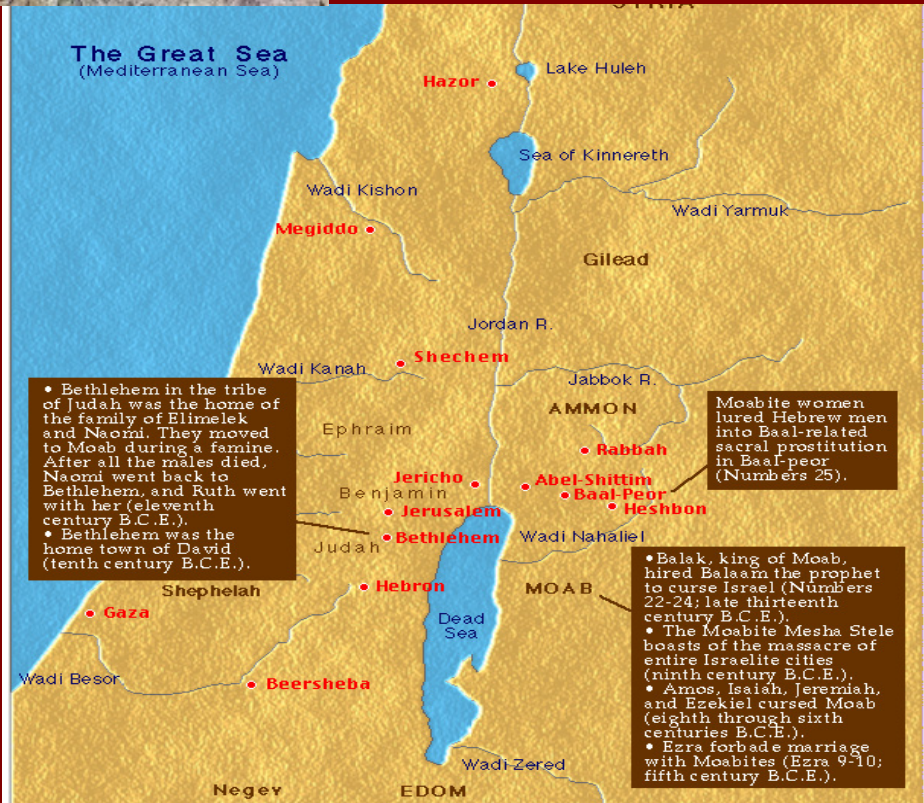 SYRIA
The Great Sea
(Mediterranean Sea)
Lake Huleh
Hazor
Sea of Kinnereth
Wadi Kishon
Wadi Yarmuk
Megiddo
Gilead
Jordan R.
Shechem
Wadi Kanah
Jabbok R.
• Bethlehem in the tribe
of Judah was the home of
the family of Elimelek
and Naomi. They moved
to Moab during a famine.
After all the males died,
Naomi went back to
Bethlehem, and Ruth went
with her (eleventh
century B.C.E.).
• Bethlehem was the
home town of David
(tenth century B.C.E.).
AMMON
Moabite women
lured Hebrew men
into Baal-related
sacral prostitution
in Baal-peor
(Numbers 25).
Ephraim
Rabbah
Jericho
Abel-Shittim
Benjamin
Baal-Peor
Jerusalem
Heshbon
Bethlehem
Wadi Nahaliel
Judah
•Balak, king of Moab,
hired Balaam the prophet
to curse Israel (Numbers
22-24; late thirteenth
century B.C.E.).
• The Moabite Mesha Stele
boasts of the massacre of
entire Israelite cities
(ninth century B.C.E.).
• Amos, Isaiah, Jeremiah,
and Ezekiel cursed Moab
(eighth through sixth
centuries B.C.E.).
• Ezra forbade marriage
with Moabites (Ezra 9-10;
fifth century B.C.E.).
Shephelah
Hebron
MOAB
Gaza
Dead
Sea
Wadi Besor
Beersheba
Wadi Zered
Negev
EDOM